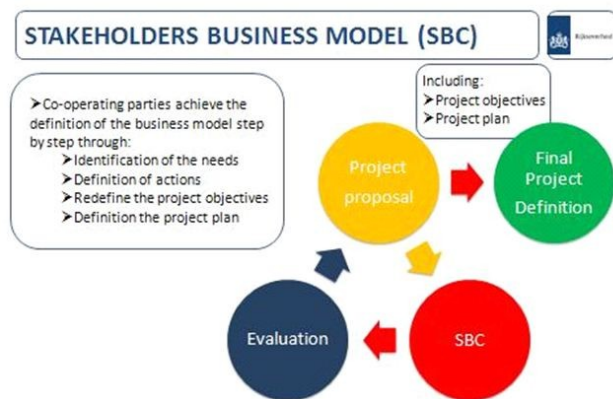 STAKEHOLDERS BUSINESS MODEL (SBC)
Rijksoverheid
➤Co-operating parties achieve the
definition of the business model step
by step through:
➤Identification of the needs
➤Definition of actions
➤Redefine the project objectives
➤Definition the project plan
Including:
➤Project objectives
➤Project plan
Project
proposal
Final
Project
Definition
Evaluation
SBC